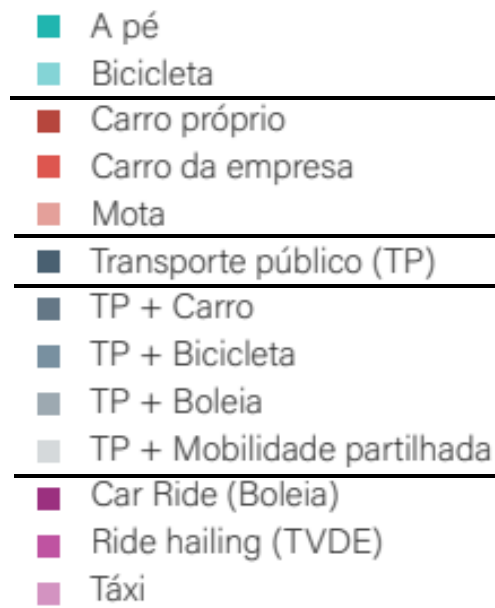 A pé
Bicicleta
Carro próprio
Carro da empresa
Mota
Transporte público (TP)
TP + Carro
TP + Bicicleta
TP + Boleia
TP + Mobilidade partilhada
Car Ride (Boleia)
Ride hailing (TVDE)
Táxi